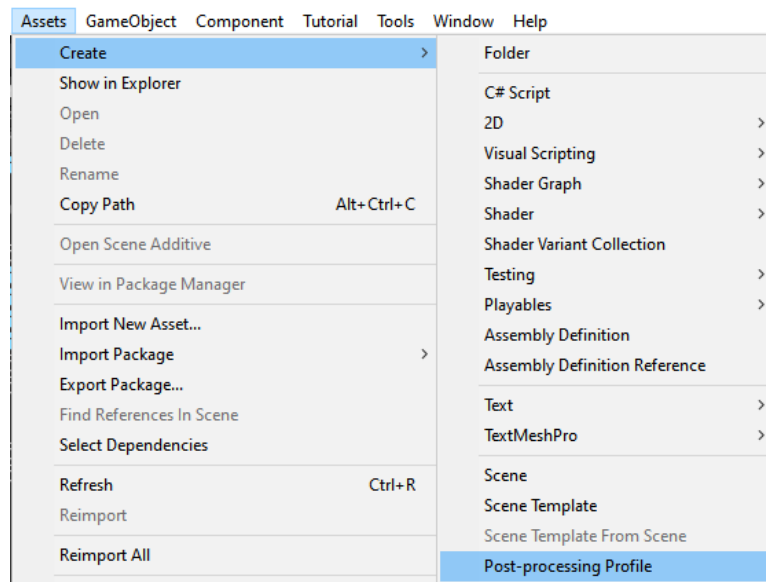 Assets GameObject Component Tutorial Tools Window Help
Create >
Show in Explorer
Open
Delete
Rename
Copy Path Alt+Ctrl+C
Open Scene Additive
View in Package Manager
Import New Asset...
Import Package >
Export Package...
Find References In Scene
Select Dependencies
Refresh Ctrl+R
Reimport
Reimport All
Folder
C# Script
2D >
Visual Scripting >
Shader Graph >
Shader >
Shader Variant Collection
Testing >
Playables >
Assembly Definition
Assembly Definition Reference
Text >
TextMeshPro >
Scene
Scene Template
Scene Template From Scene
Post-processing Profile